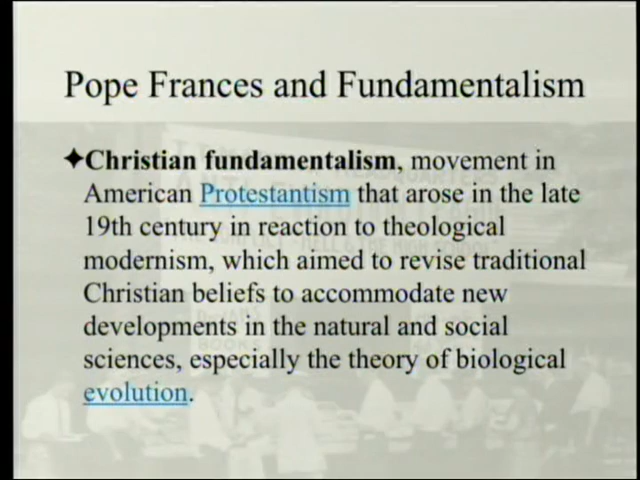 Pope Frances and Fundamentalism
✦Christian fundamentalism, movement in
American Protestantism that arose in the late
19th century in reaction to theological
modernism, which aimed to revise traditional
Christian beliefs to accommodate new
developments in the natural and social
sciences, especially the theory of biological
evolution.